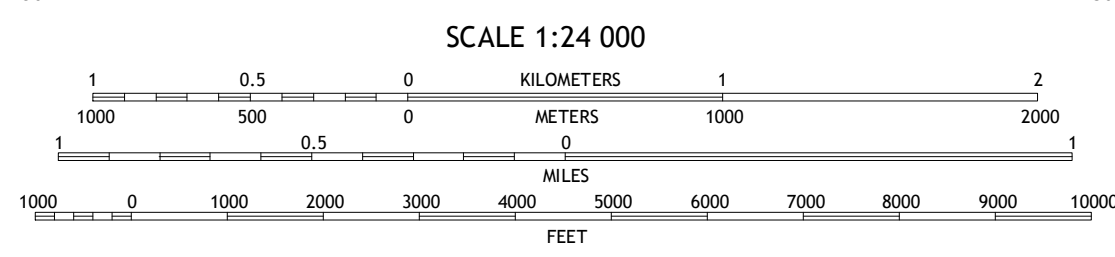 SCALE 1:24 000
1 0.5 0 KILOMETERS 1 2
1000 500 0 METERS 1000 2000
1 0.5 0 1
MILES
1000 0 1000 2000 3000 4000 5000 6000 7000 8000 9000 10000
FEET